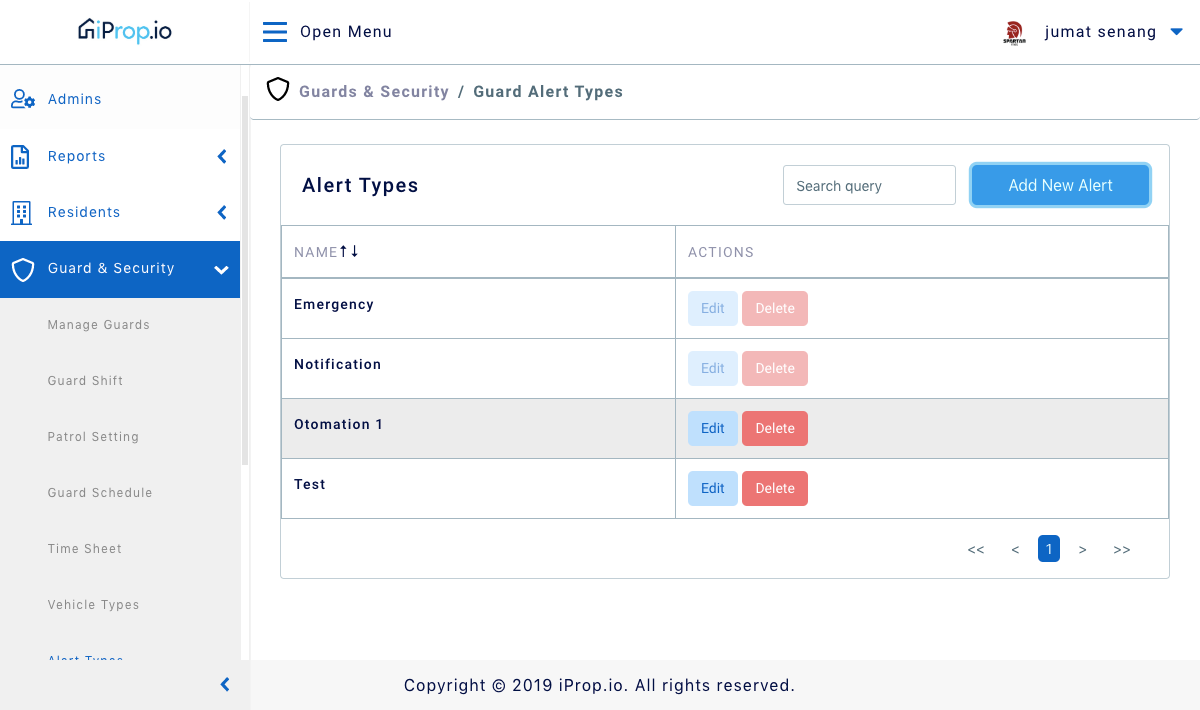 iProp.io
Open Menu
SPARTAN
jumat senang
Admins
Reports
Residents
Guard & Security
Manage Guards
Guard Shift
Patrol Setting
Guard Schedule
Time Sheet
Vehicle Types
Alert Types
Guards & Security / Guard Alert Types
Alert Types
Search query
Add New Alert
NAME↑↓ ACTIONS
Emergency Edit Delete
Notification Edit Delete
Otomation 1 Edit Delete
Test Edit Delete
<< < 1 > >>
Copyright © 2019 iProp.io. All rights reserved.